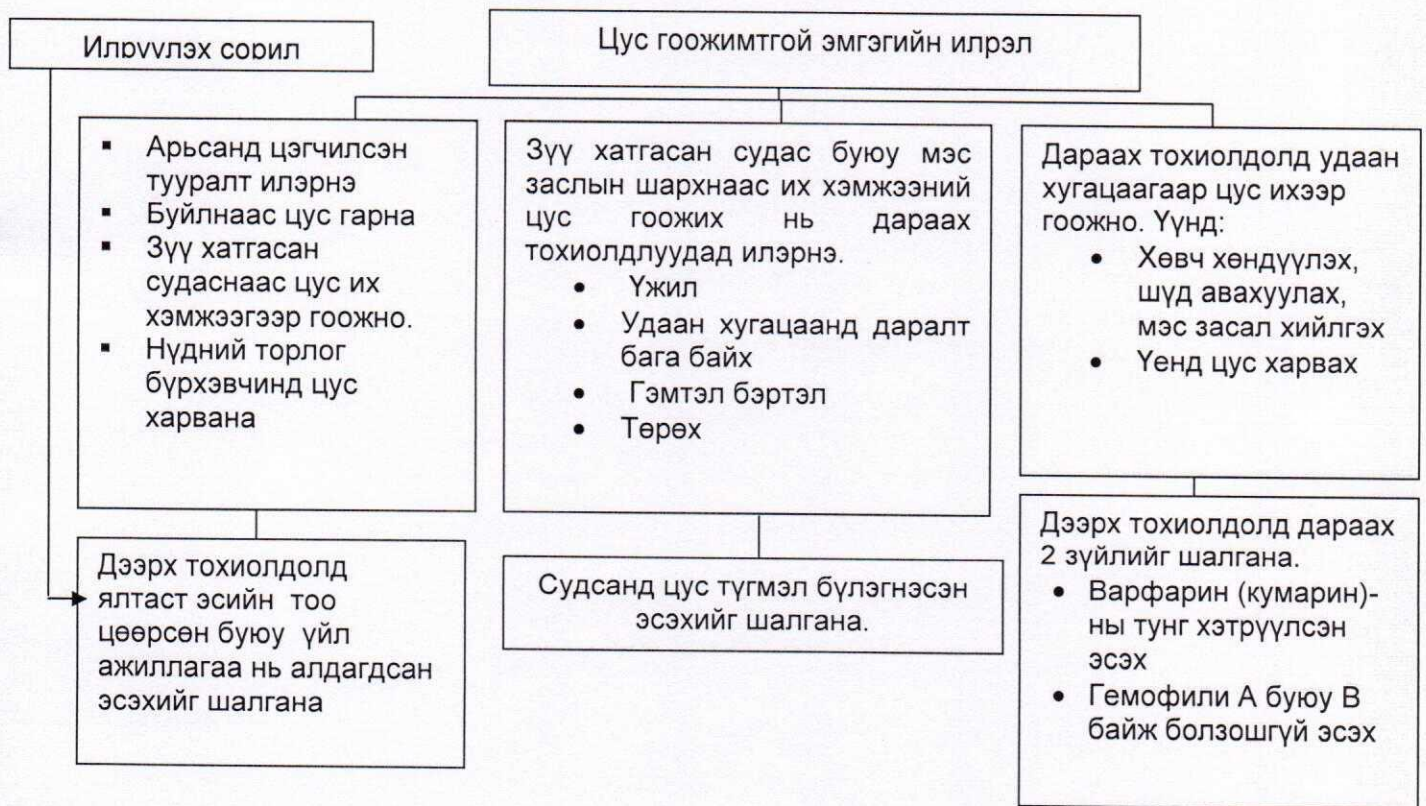 Илрүүлэх сорил
Цус гоожимтгой эмгэгийн илрэл
▪ Арьсанд цэгчилсэн
тууралт илэрнэ
▪ Буйлнаас цус гарна
▪ Зүү хатгасан
судаснаас цус их
хэмжээгээр гоожно.
▪ Нүдний торлог
бүрхэвчинд цус
харвана
Зүү хатгасан судас буюу мэс
заслын шархнаас их хэмжээний
цус гоожих нь дараах
тохиолдлуудад илэрнэ.
• Үжил
• Удаан хугацаанд даралт
бага байх
• Гэмтэл бэртэл
• Төрөх
Дараах тохиолдолд удаан
хугацаагаар цус ихээр
гоожно. Үүнд:
• Хөвч хөндүүлэх,
шүд авахуулах,
мэс засал хийлгэх
• Үенд цус харвах
Дээрх тохиолдолд
ялтаст эсийн тоо
цөөрсөн буюу үйл
ажиллагаа нь алдагдсан
эсэхийг шалгана
Судсанд цус түгмэл бүлэгнэсэн
эсэхийг шалгана.
Дээрх тохиолдолд дараах
2 зүйлийг шалгана.
• Варфарин (кумарин)-
ны тунг хэтрүүлсэн
эсэх
• Гемофили А буюу В
байж болзошгүй эсэх